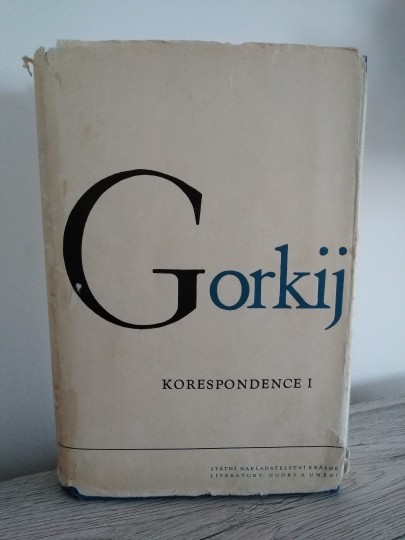 Gorkij
KORESPONDENCE I
STÁTNÍ NAKLADATELSTVÍ KRÁSNÉ
LITERATURY, HUDBY A UMĚNÍ